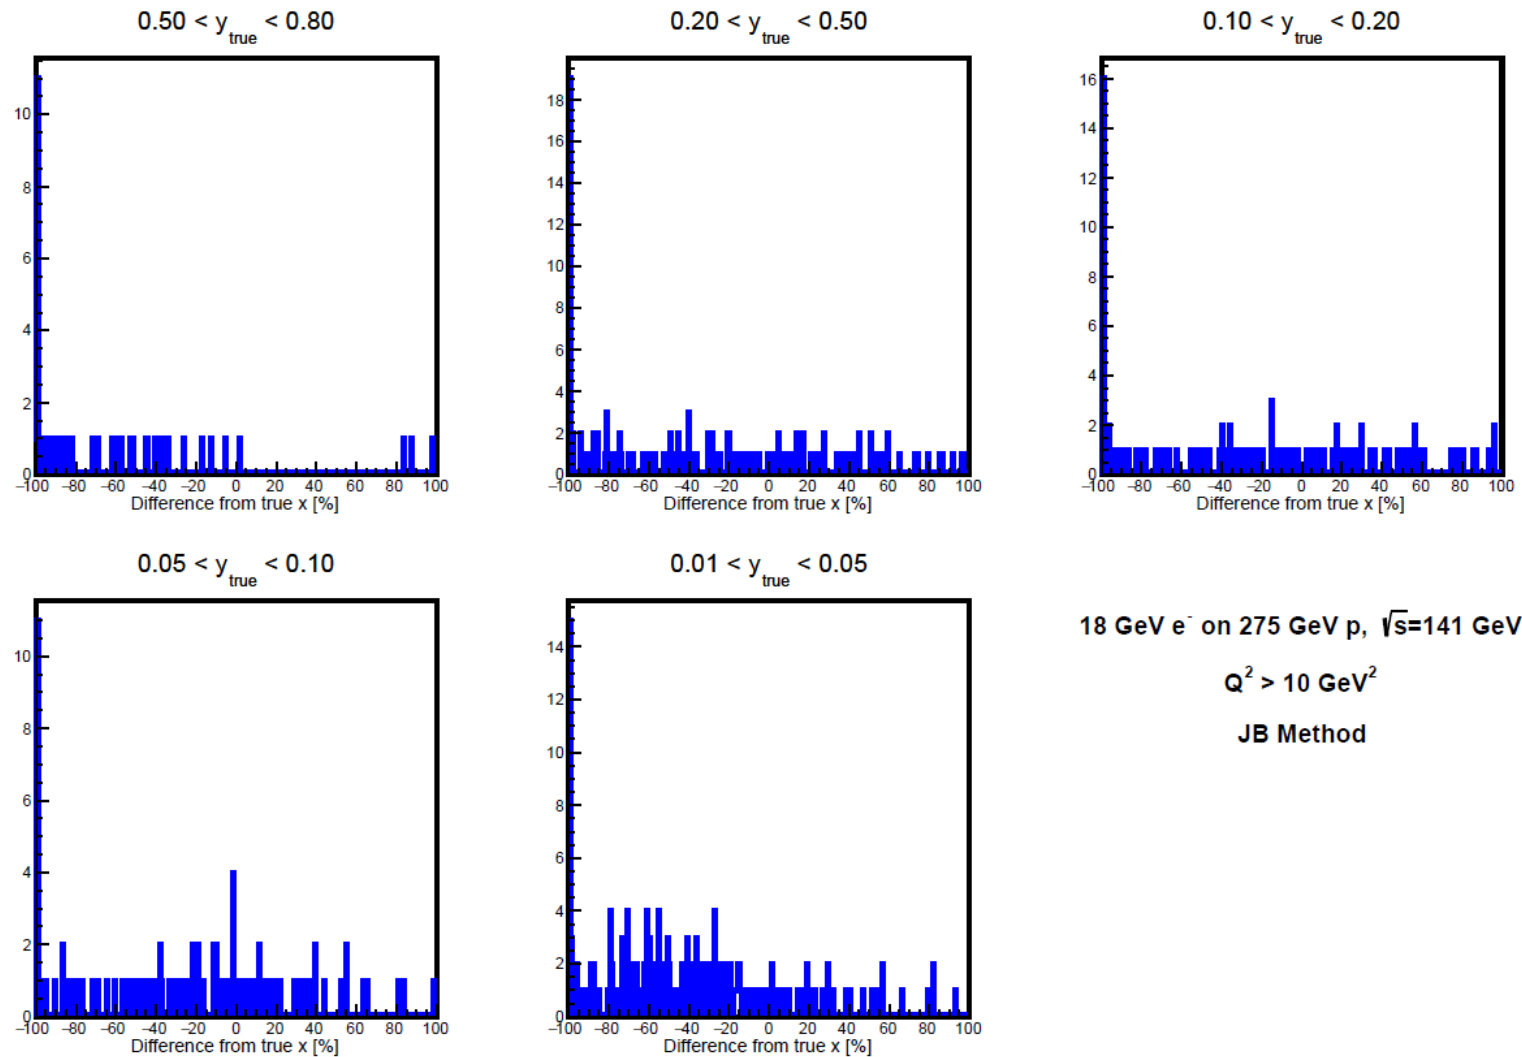 0.50 < y_true < 0.80
10
8
6
4
2
0
−100 −80 −60 −40 −20 0 20 40 60 80 100
Difference from true x [%]
0.20 < y_true < 0.50
18
16
14
12
10
8
6
4
2
0
−100 −80 −60 −40 −20 0 20 40 60 80 100
Difference from true x [%]
0.10 < y_true < 0.20
16
14
12
10
8
6
4
2
0
−100 −80 −60 −40 −20 0 20 40 60 80 100
Difference from true x [%]
0.05 < y_true < 0.10
10
8
6
4
2
0
−100 −80 −60 −40 −20 0 20 40 60 80 100
Difference from true x [%]
0.01 < y_true < 0.05
14
12
10
8
6
4
2
0
−100 −80 −60 −40 −20 0 20 40 60 80 100
Difference from true x [%]
18 GeV e⁻ on 275 GeV p, √s=141 GeV
Q² > 10 GeV²
JB Method